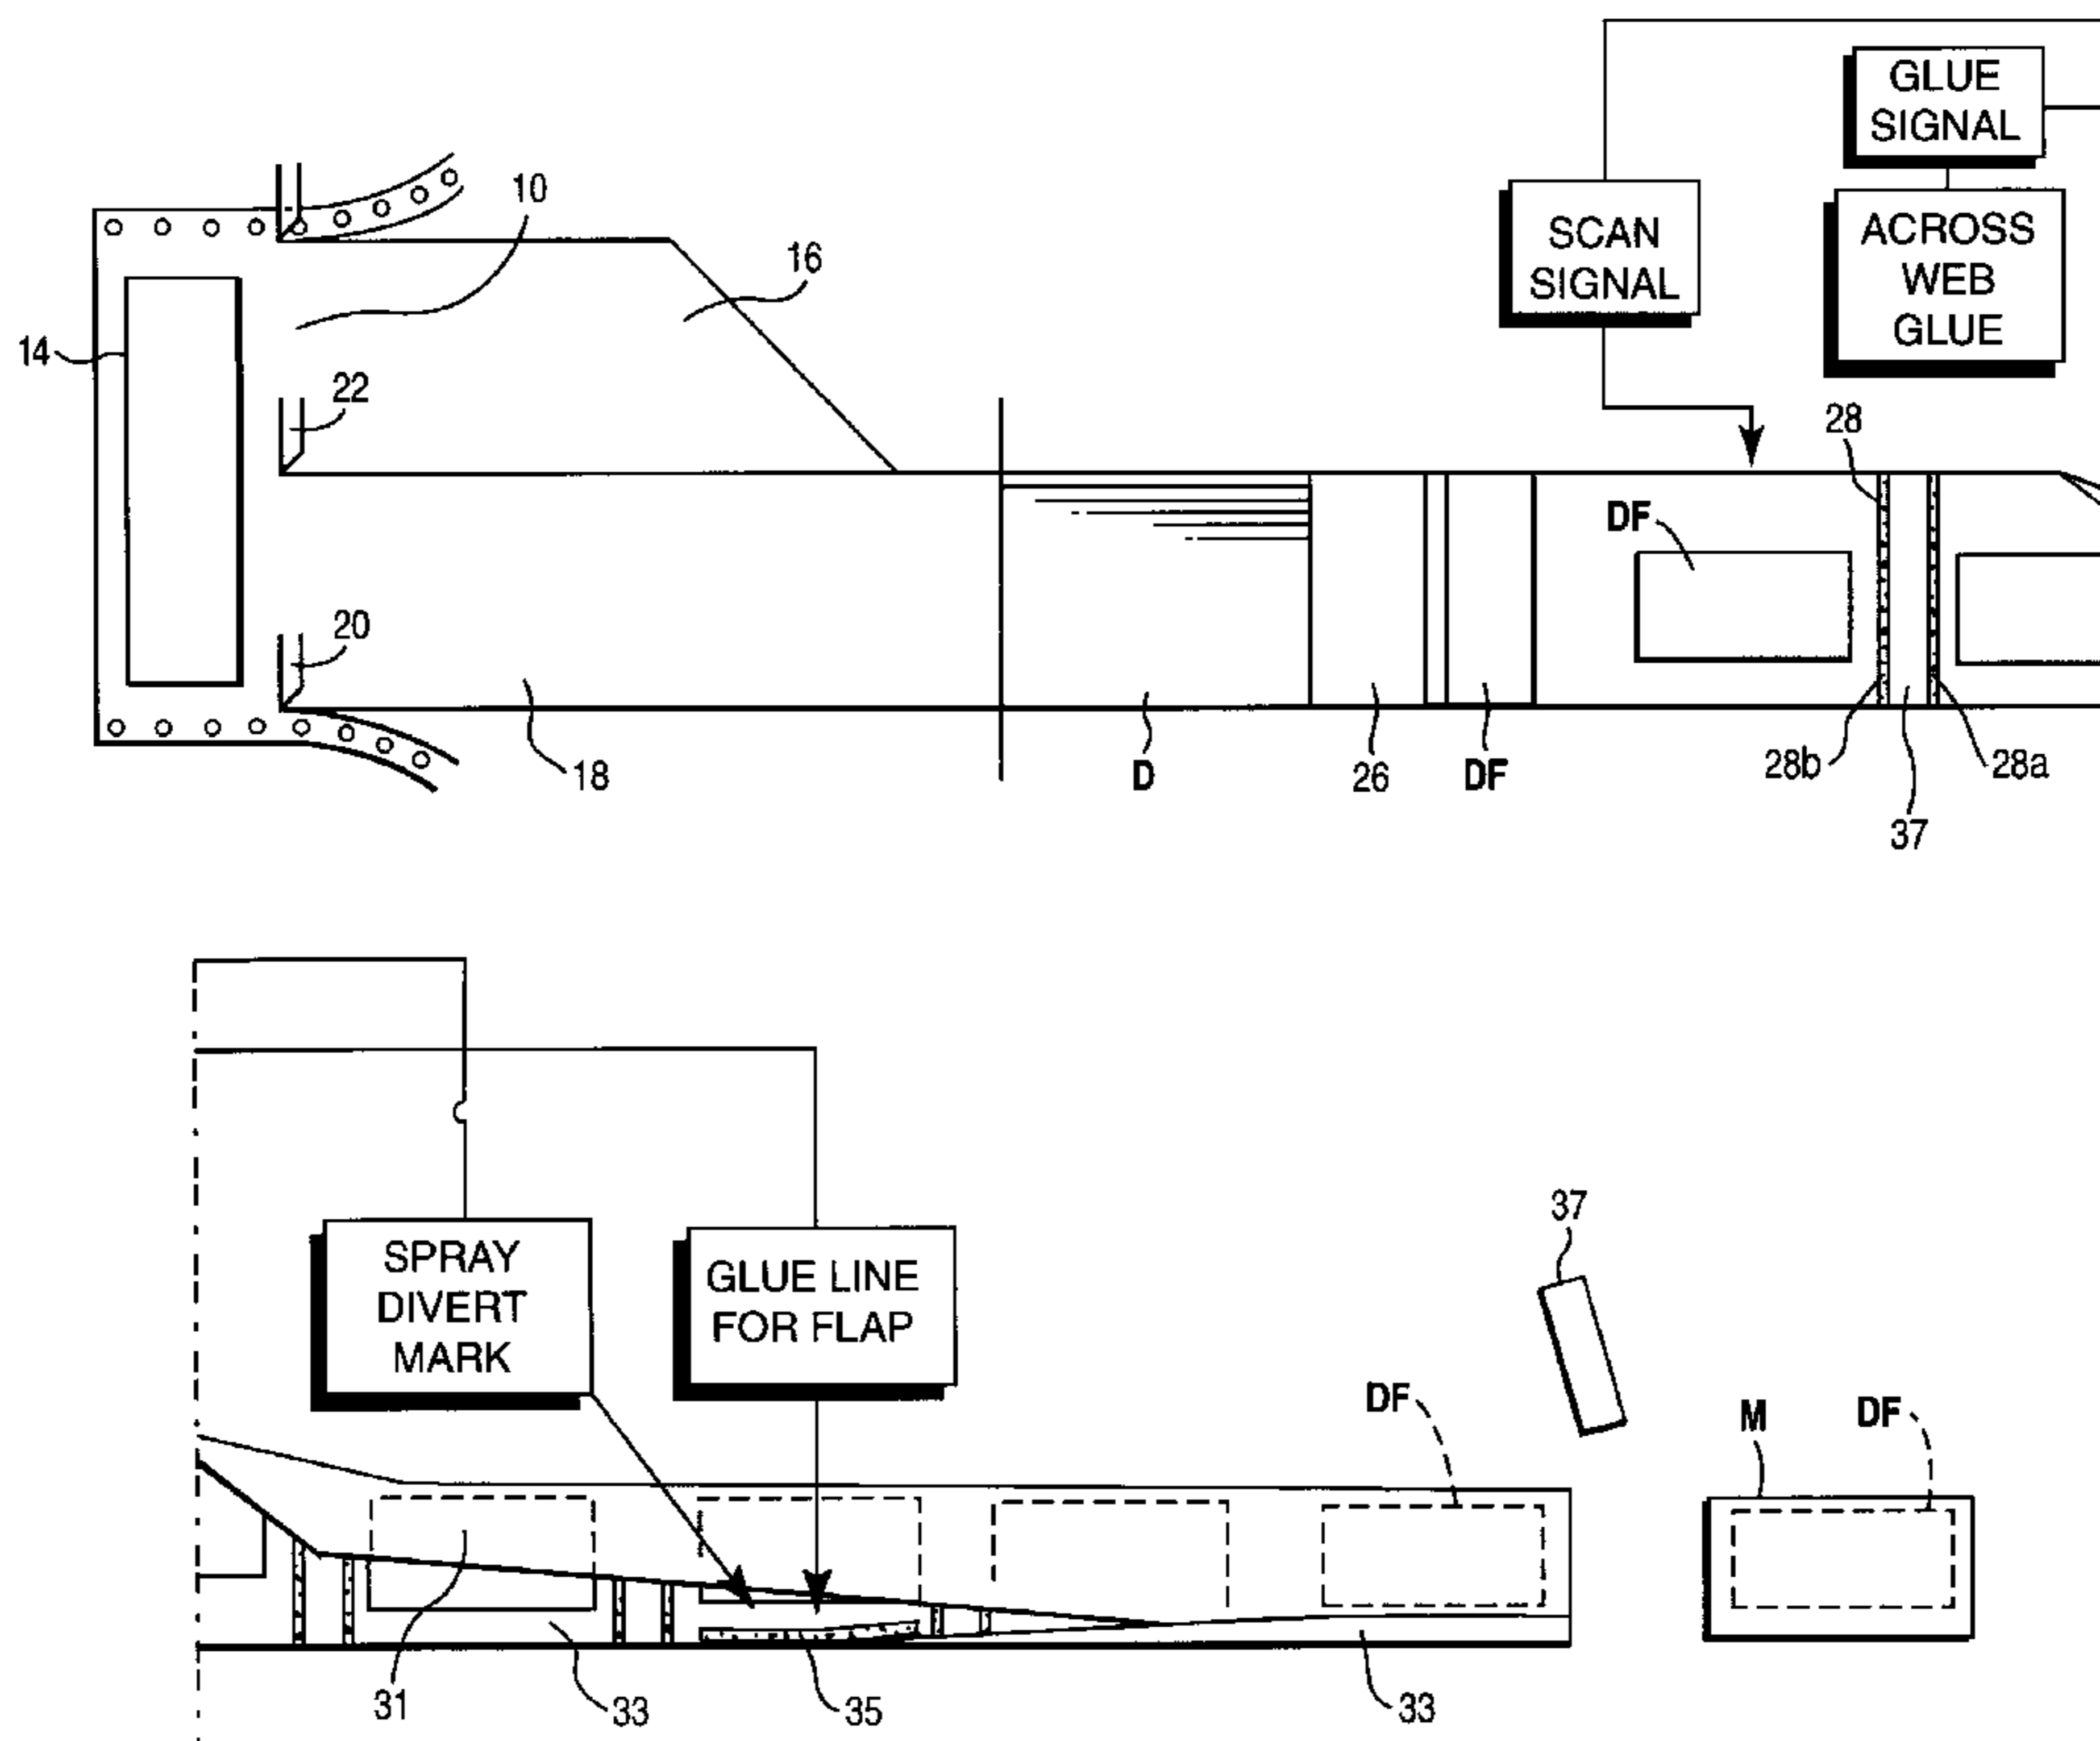 GLUE
SIGNAL
10
SCAN
SIGNAL
ACROSS
WEB
GLUE
16
14
22
28
DF
20
18
D
26
DF
28b
28a
37
SPRAY
DIVERT
MARK
GLUE LINE
FOR FLAP
37
DF
M
DF
31
33
35
33